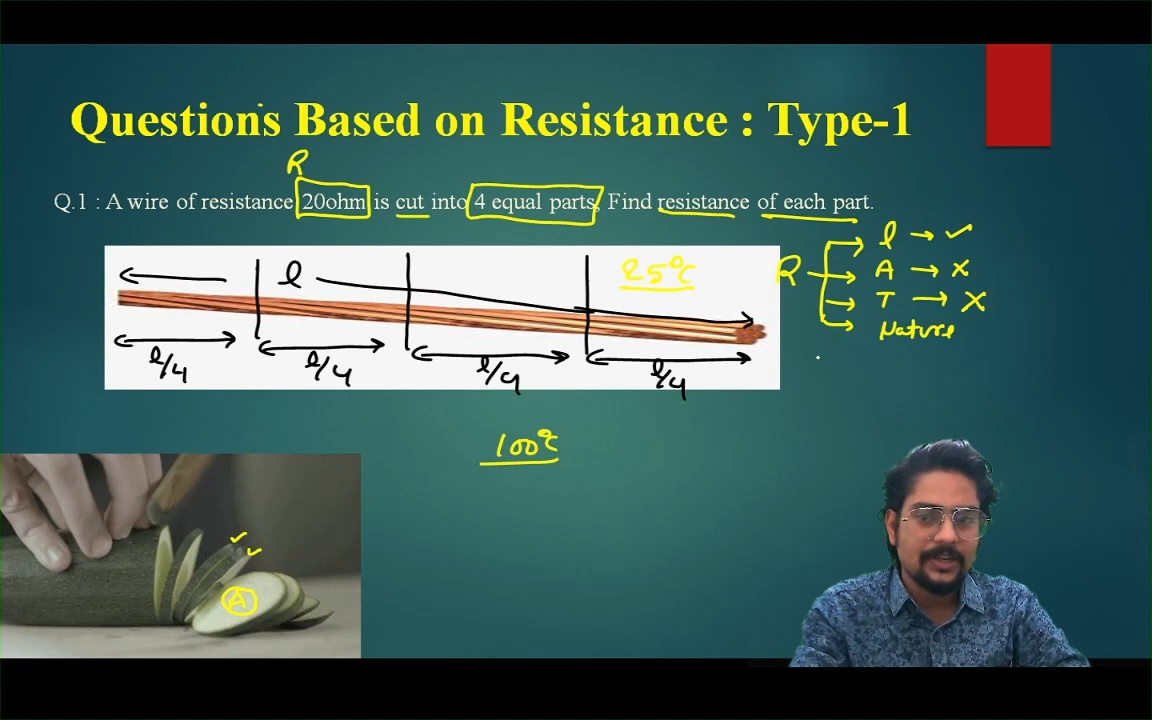 Questions Based on Resistance : Type-1
R
Q.1 : A wire of resistance 20ohm is cut into 4 equal parts, Find resistance of each part.
l → ✓
l
25°C
R
A → ×
T → ×
Nature
l/4 l/4 l/4 l/4
100°C
✓ ✓
A